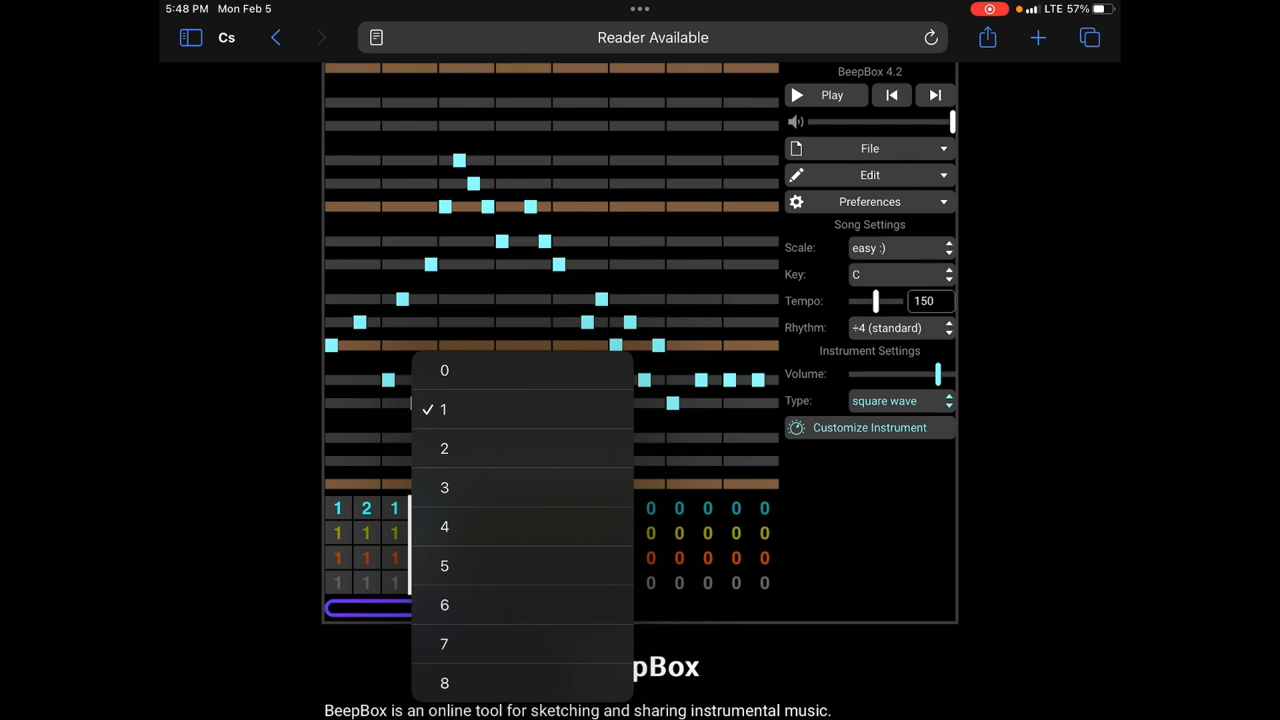 5:48 PM Mon Feb 5
LTE 57%
Cs
Reader Available
BeepBox 4.2
Play
File
Edit
Preferences
Song Settings
Scale: easy :)
Key: C
Tempo: 150
Rhythm: ÷4 (standard)
Instrument Settings
Volume:
Type: square wave
Customize Instrument
0
✓ 1
2
3
4
5
6
7
8
1 2 1 0 0 0 0 0
1 1 1 0 0 0 0 0
1 1 1 0 0 0 0 0
1 1 1 0 0 0 0 0
pBox
BeepBox is an online tool for sketching and sharing instrumental music.